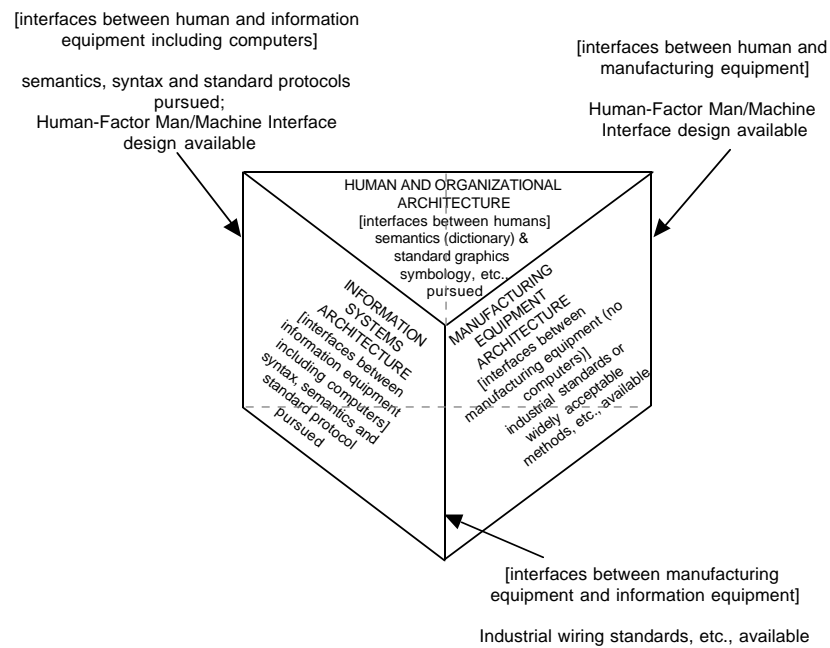 [interfaces between human and information
equipment including computers]
semantics, syntax and standard protocols
pursued;
Human-Factor Man/Machine Interface
design available
[interfaces between human and
manufacturing equipment]
Human-Factor Man/Machine
Interface design available
HUMAN AND ORGANIZATIONAL
ARCHITECTURE
[interfaces between humans]
semantics (dictionary) &
standard graphics
symbology, etc.,
pursued
INFORMATION
SYSTEMS
ARCHITECTURE
[interfaces between
information equipment
including computers]
syntax, semantics and
standard protocol
pursued
MANUFACTURING
EQUIPMENT
ARCHITECTURE
[interfaces between
manufacturing equipment (no
computers)]
industrial standards or
widely acceptable
methods, etc., available
[interfaces between manufacturing
equipment and information equipment]
Industrial wiring standards, etc., available